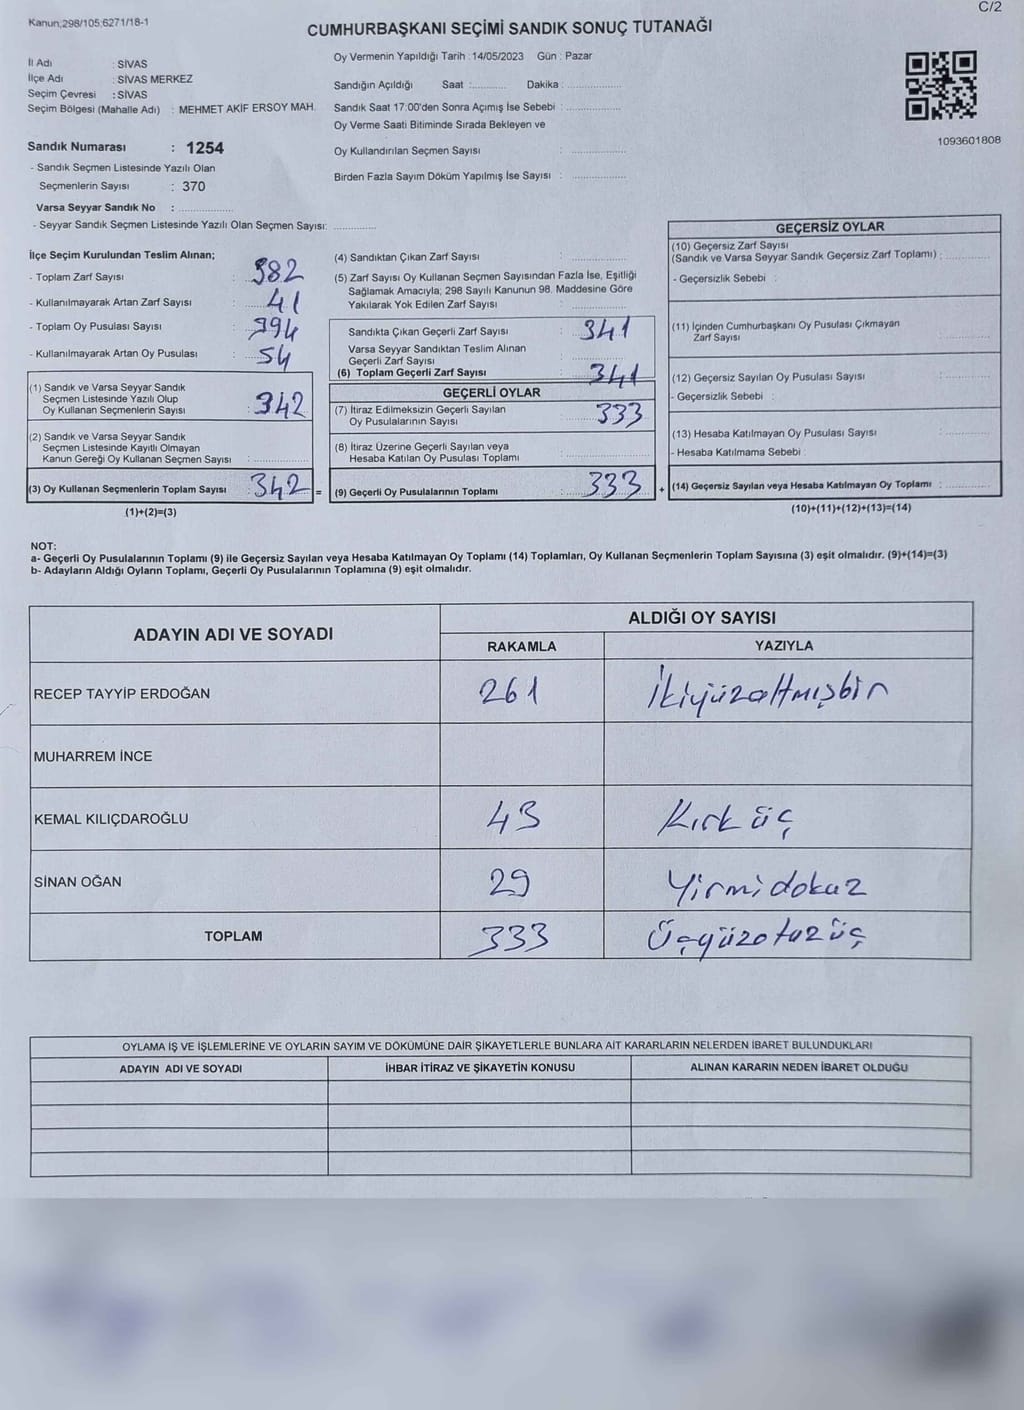 Kanun;298/105;6271/18-1
C/2
CUMHURBAŞKANI SEÇİMİ SANDIK SONUÇ TUTANAĞI
İl Adı : SİVAS
İlçe Adı : SİVAS MERKEZ
Seçim Çevresi : SİVAS
Seçim Bölgesi (Mahalle Adı) : MEHMET AKİF ERSOY MAH.
Sandık Numarası : 1254
- Sandık Seçmen Listesinde Yazılı Olan
Seçmenlerin Sayısı : 370
Varsa Seyyar Sandık No : ..................
- Seyyar Sandık Seçmen Listesinde Yazılı Olan Seçmen Sayısı: ..............
Oy Vermenin Yapıldığı Tarih : 14/05/2023 Gün : Pazar
Sandığın Açıldığı Saat :............ Dakika : ..................
Sandık Saat 17:00'den Sonra Açımış İse Sebebi : ..................
Oy Verme Saati Bitiminde Sırada Bekleyen ve
Oy Kullandırılan Seçmen Sayısı : ..................
Birden Fazla Sayım Döküm Yapılmış İse Sayısı : ..................
1093601808
İlçe Seçim Kurulundan Teslim Alınan;
- Toplam Zarf Sayısı : 382
- Kullanılmayarak Artan Zarf Sayısı : 41
- Toplam Oy Pusulası Sayısı : 394
- Kullanılmayarak Artan Oy Pusulası : 54
(1) Sandık ve Varsa Seyyar Sandık
Seçmen Listesinde Yazılı Olup
Oy Kullanan Seçmenlerin Sayısı : 342
(2) Sandık ve Varsa Seyyar Sandık
Seçmen Listesinde Kayıtlı Olmayan
Kanun Gereği Oy Kullanan Seçmen Sayısı : ..................
(3) Oy Kullanan Seçmenlerin Toplam Sayısı : 342 =
(1)+(2)=(3)
(4) Sandıktan Çıkan Zarf Sayısı : ..................
(5) Zarf Sayısı Oy Kullanan Seçmen Sayısından Fazla İse, Eşitliği
Sağlamak Amacıyla; 298 Sayılı Kanunun 98. Maddesine Göre
Yakılarak Yok Edilen Zarf Sayısı : ..................
Sandıkta Çıkan Geçerli Zarf Sayısı : 341
Varsa Seyyar Sandıktan Teslim Alınan
Geçerli Zarf Sayısı : ..................
(6) Toplam Geçerli Zarf Sayısı : 341
GEÇERLİ OYLAR
(7) İtiraz Edilmeksizin Geçerli Sayılan
Oy Pusulalarının Sayısı : 333
(8) İtiraz Üzerine Geçerli Sayılan veya
Hesaba Katılan Oy Pusulası Toplamı : ..................
(9) Geçerli Oy Pusulalarının Toplamı : 333 +
GEÇERSİZ OYLAR
(10) Geçersiz Zarf Sayısı
(Sandık ve Varsa Seyyar Sandık Geçersiz Zarf Toplamı) : ..............
- Geçersizlik Sebebi :
(11) İçinden Cumhurbaşkanı Oy Pusulası Çıkmayan
Zarf Sayısı : ..............
(12) Geçersiz Sayılan Oy Pusulası Sayısı : ..............
- Geçersizlik Sebebi :
(13) Hesaba Katılmayan Oy Pusulası Sayısı : ..............
- Hesaba Katılmama Sebebi :
(14) Geçersiz Sayılan veya Hesaba Katılmayan Oy Toplamı : ..............
(10)+(11)+(12)+(13)=(14)
NOT:
a- Geçerli Oy Pusulalarının Toplamı (9) ile Geçersiz Sayılan veya Hesaba Katılmayan Oy Toplamı (14) Toplamları, Oy Kullanan Seçmenlerin Toplam Sayısına (3) eşit olmalıdır. (9)+(14)=(3)
b- Adayların Aldığı Oyların Toplamı, Geçerli Oy Pusulalarının Toplamına (9) eşit olmalıdır.
ADAYIN ADI VE SOYADI ALDIĞI OY SAYISI
RAKAMLA YAZIYLA
RECEP TAYYİP ERDOĞAN 261 İkiyüzaltmışbir
MUHARREM İNCE
KEMAL KILIÇDAROĞLU 43 Kırk üç
SİNAN OĞAN 29 Yirmi dokuz
TOPLAM 333 Üçyüzotuzüç
OYLAMA İŞ VE İŞLEMLERİNE VE OYLARIN SAYIM VE DÖKÜMÜNE DAİR ŞİKAYETLERLE BUNLARA AİT KARARLARIN NELERDEN İBARET BULUNDUKLARI
ADAYIN ADI VE SOYADI İHBAR İTİRAZ VE ŞİKAYETİN KONUSU ALINAN KARARIN NEDEN İBARET OLDUĞU